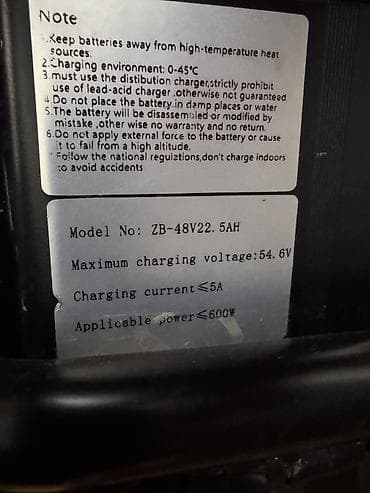 Note
1.Keep batteries away from high-temperature heat
sources.
2.Charging environment: 0-45℃
3.must use the distibution charger,strictly prohibit
use of lead-acid charger ,otherwise not guaranteed
4.Do not place the battery in damp places or water
5.The battery will be disassembled or modified by
mistake ,other wise no warranty and no return.
6.Do not apply external force to the battery or cause
it to fail from a high altitude.
Follow the national regulations,don't charge indoors
to avoid accidents
Model No: ZB-48V22.5AH
Maximum charging voltage:54.6V
Charging current≤5A
Applicable power≤600W